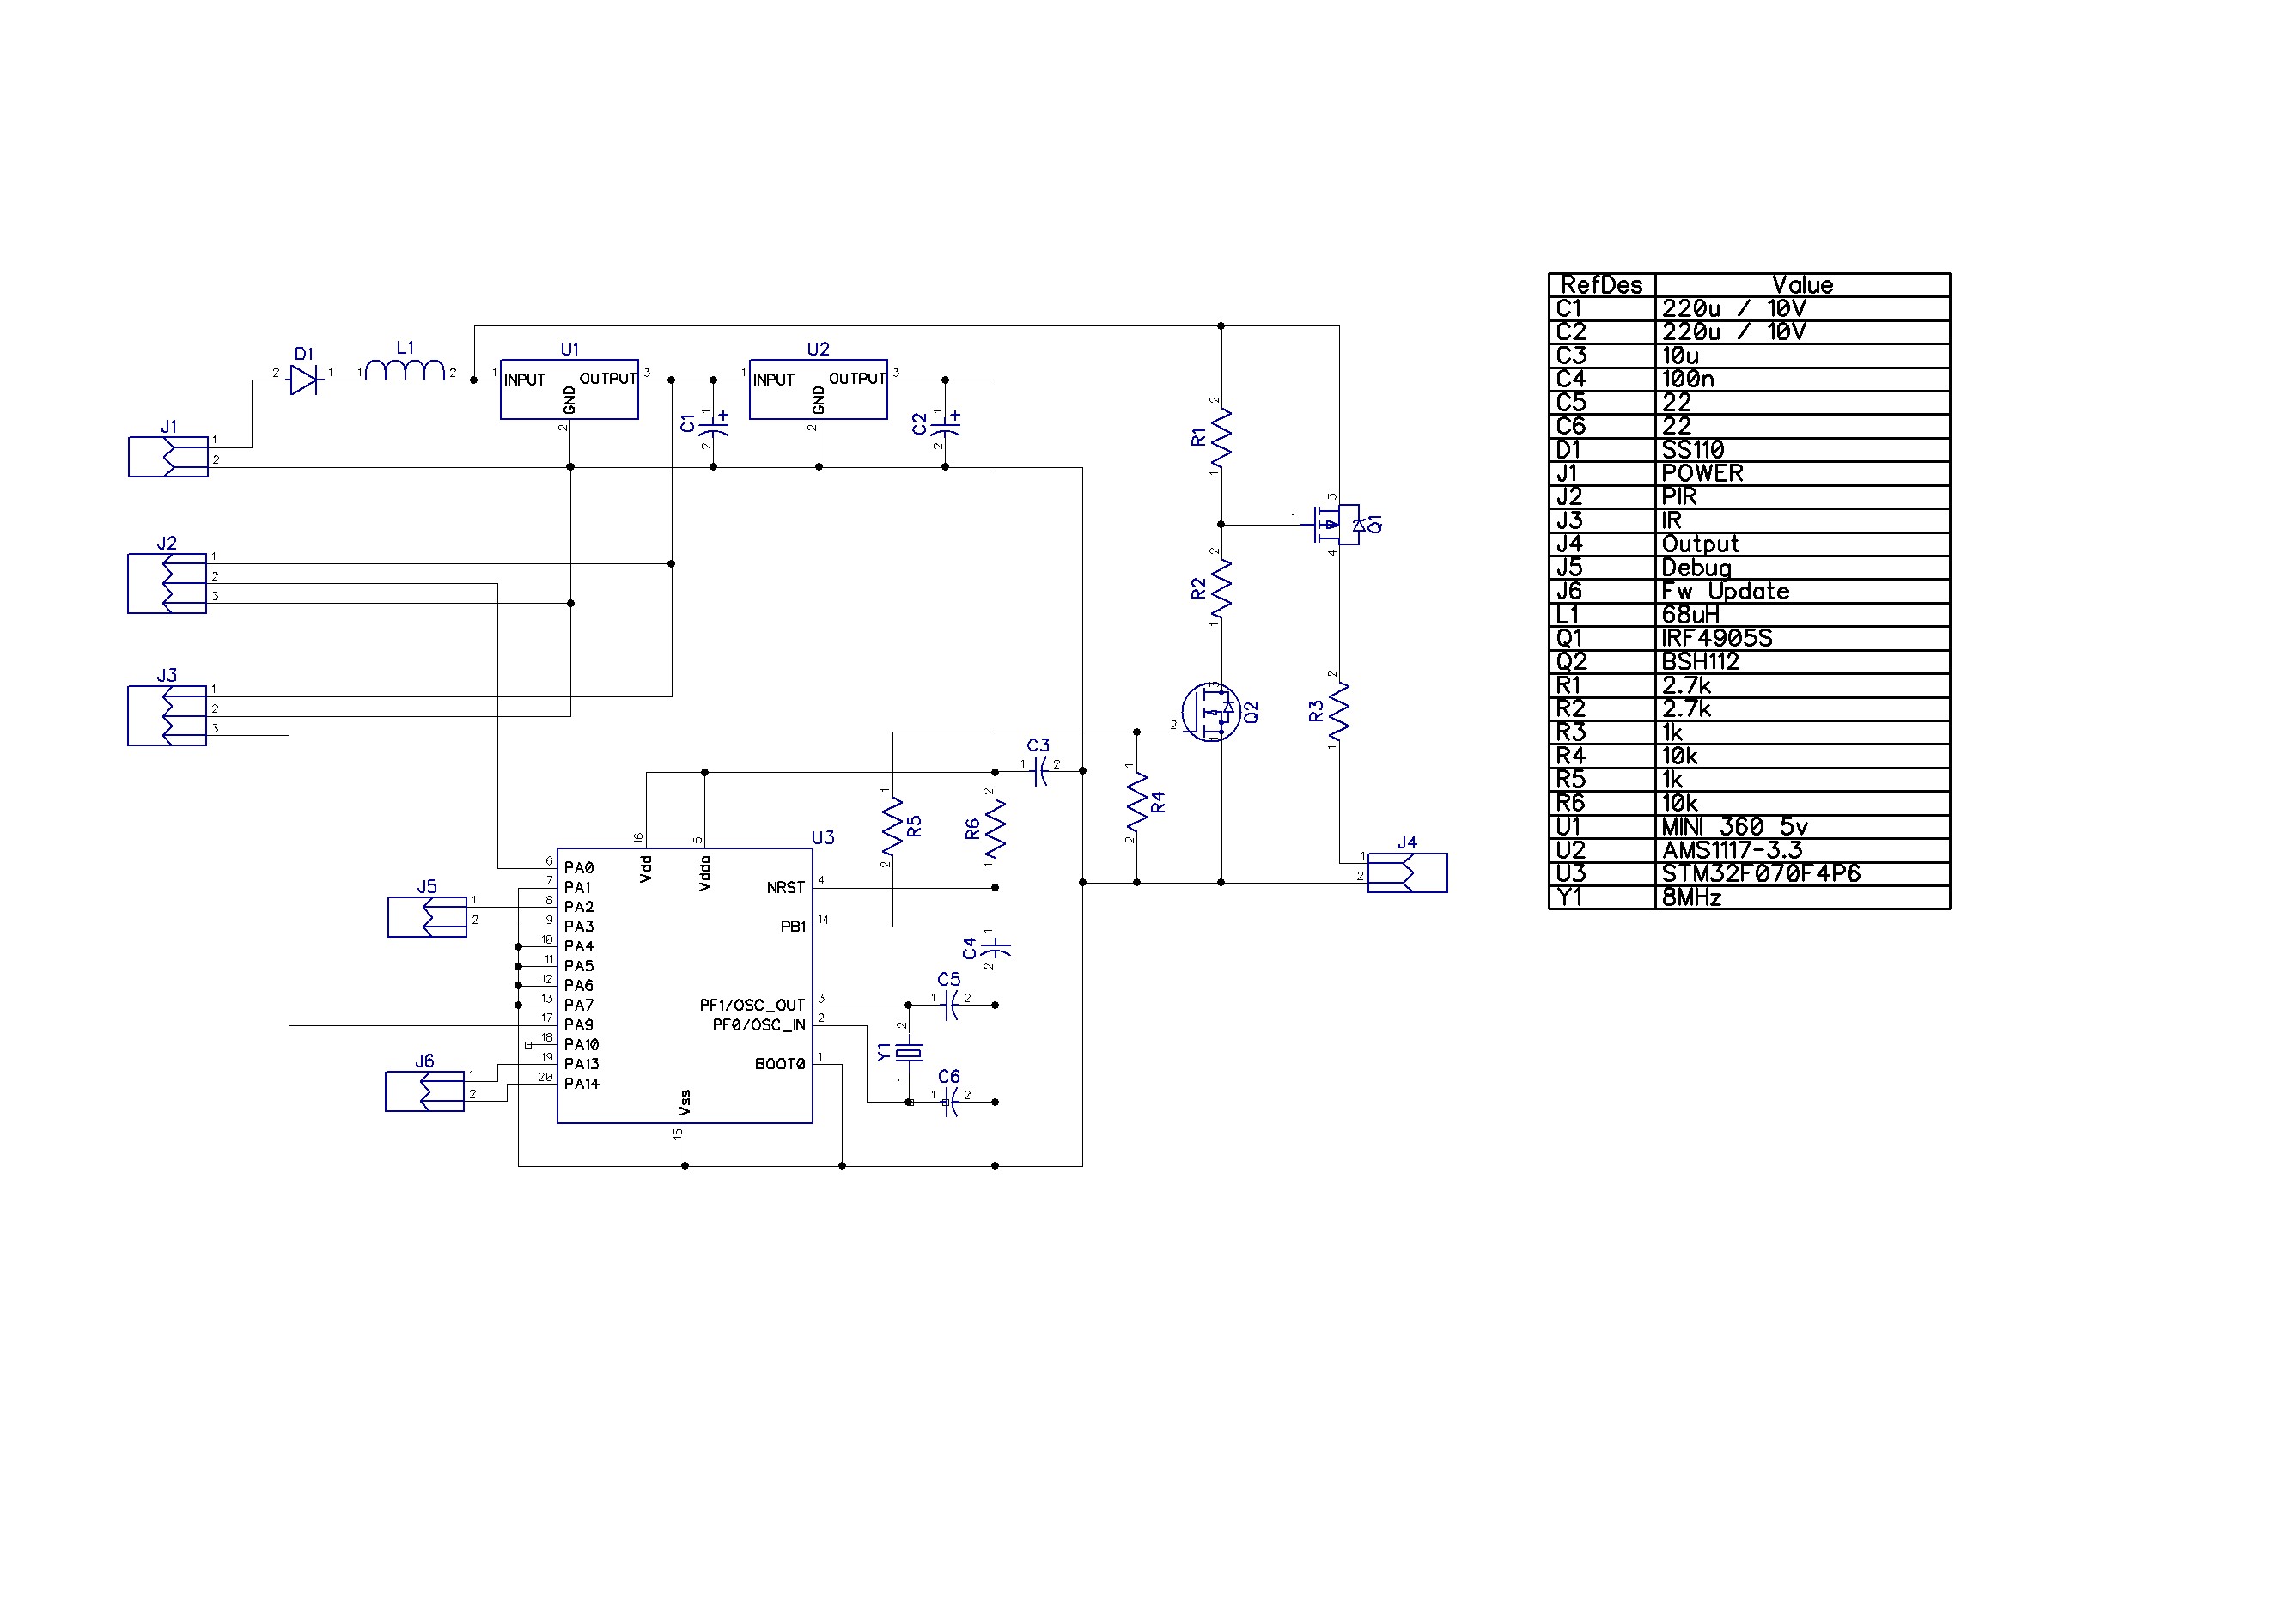 RefDes Value
C1 220u / 10V
C2 220u / 10V
C3 10u
C4 100n
C5 22
C6 22
D1 SS110
J1 POWER
J2 PIR
J3 IR
J4 Output
J5 Debug
J6 Fw Update
L1 68uH
Q1 IRF4905S
Q2 BSH112
R1 2.7k
R2 2.7k
R3 1k
R4 10k
R5 1k
R6 10k
U1 MINI 360 5v
U2 AMS1117-3.3
U3 STM32F070F4P6
Y1 8MHz
D1
2 1
L1
1 2
U1
1 INPUT OUTPUT 3
GND
2
C1
1 +
2
U2
1 INPUT OUTPUT 3
GND
2
C2
1 +
2
J1
1
2
J2
1
2
3
J3
1
2
3
R1
2
1
R2
2
1
Q1
1
3
4
Q2
2
3
1
R3
2
1
C3
1 2
R4
1
2
R5
1
2
R6
2
1
J4
1
2
U3
16 Vdd
5 Vdda
6 PA0
7 PA1
8 PA2
9 PA3
10 PA4
11 PA5
12 PA6
13 PA7
17 PA9
18 PA10
19 PA13
20 PA14
NRST 4
PB1 14
PF1/OSC_OUT 3
PF0/OSC_IN 2
BOOT0 1
Vss
15
J5
1
2
J6
1
2
C4
1
2
C5
1 2
Y1
2
1
C6
1 2